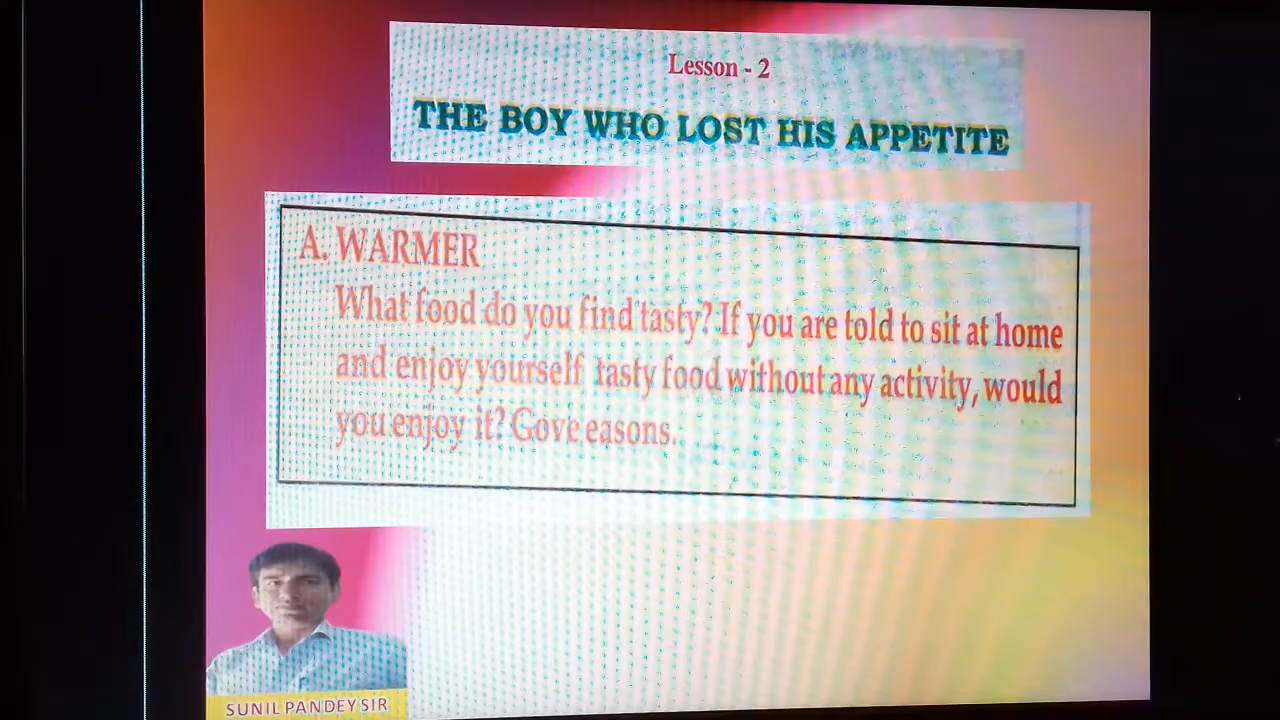 Lesson - 2
THE BOY WHO LOST HIS APPETITE
A. WARMER
What food do you find tasty? If you are told to sit at home
and enjoy yourself tasty food without any activity, would
you enjoy it? Gove easons.
SUNIL PANDEY SIR